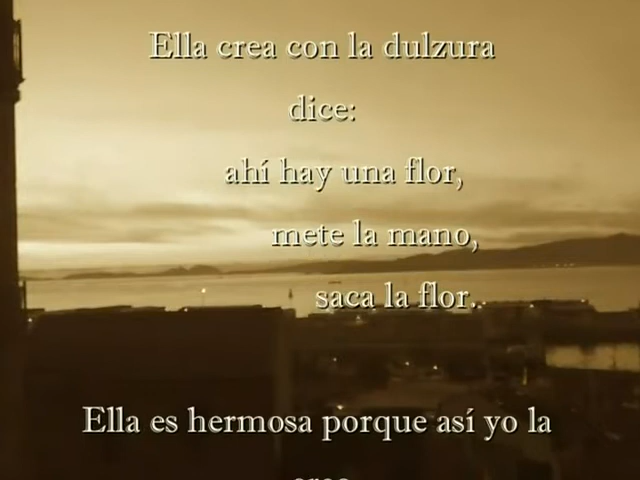 Ella crea con la dulzura
dice:
ahí hay una flor,
mete la mano,
saca la flor.
Ella es hermosa porque así yo la